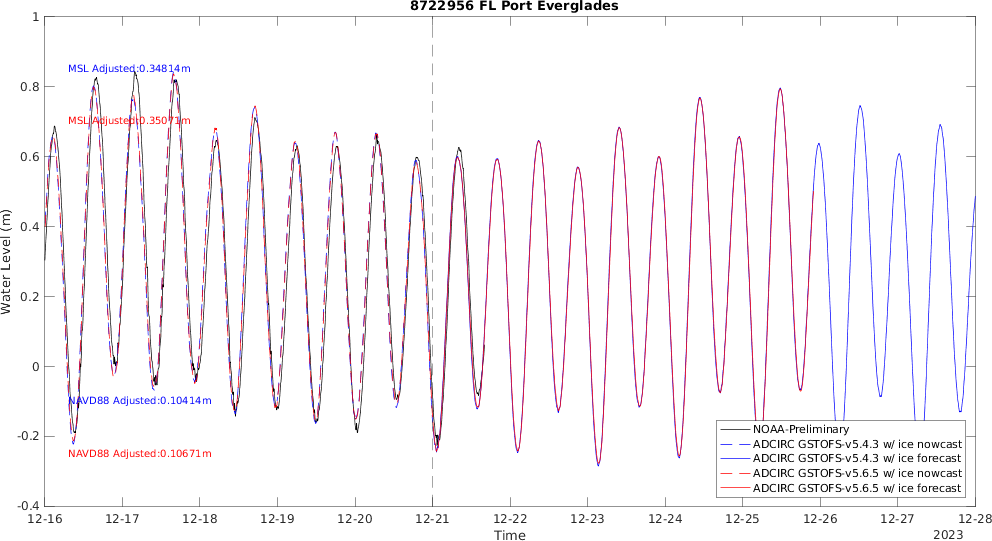 8722956 FL Port Everglades
1
0.8
0.6
0.4
0.2
0
-0.2
-0.4
Water Level (m)
MSL Adjusted:0.34814m
MSL Adjusted:0.35071m
NAVD88 Adjusted:0.10414m
NAVD88 Adjusted:0.10671m
NOAA-Preliminary
ADCIRC GSTOFS-v5.4.3 w/ ice nowcast
ADCIRC GSTOFS-v5.4.3 w/ ice forecast
ADCIRC GSTOFS-v5.6.5 w/ ice nowcast
ADCIRC GSTOFS-v5.6.5 w/ ice forecast
12-16 12-17 12-18 12-19 12-20 12-21 12-22 12-23 12-24 12-25 12-26 12-27 12-28
Time
2023